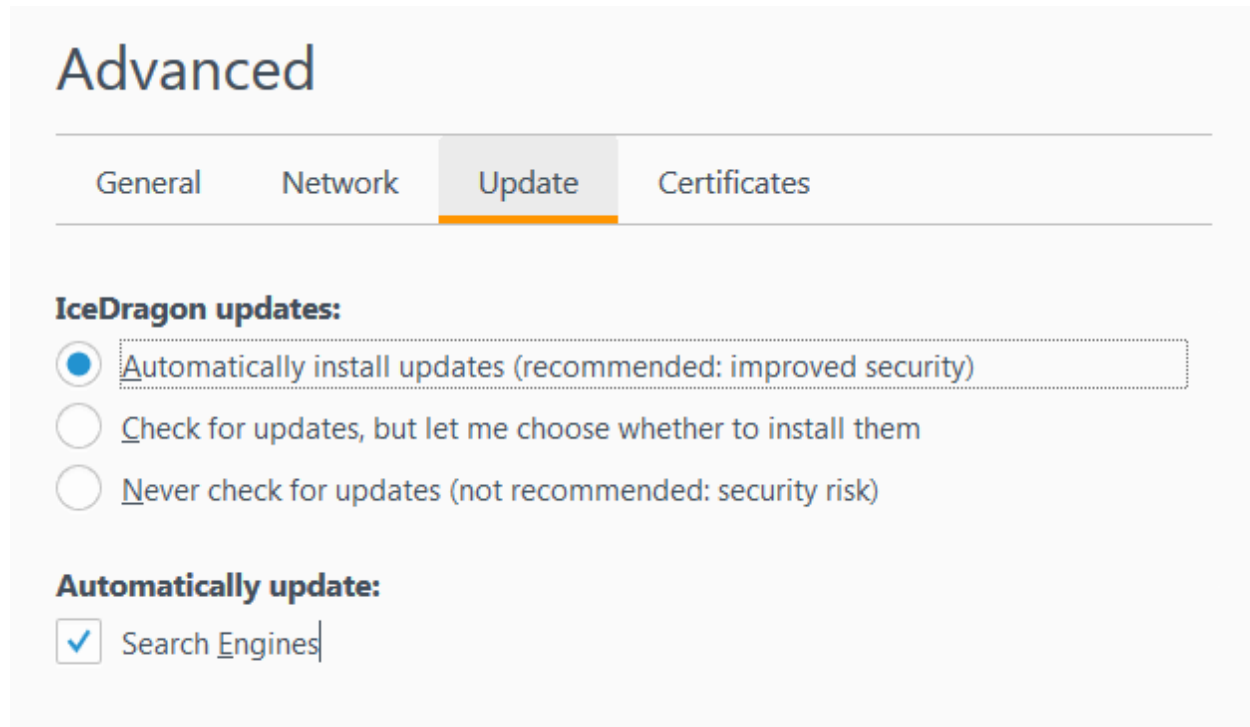 Advanced
General Network Update Certificates
IceDragon updates:
Automatically install updates (recommended: improved security)
Check for updates, but let me choose whether to install them
Never check for updates (not recommended: security risk)
Automatically update:
Search Engines